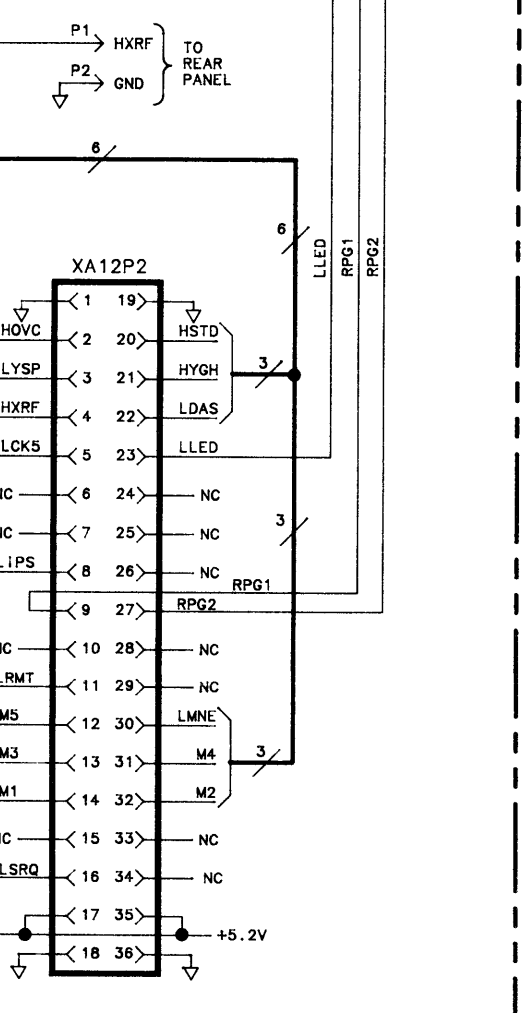 P1 HXRF
TO
REAR
PANEL
P2 GND
6
6
LLED
RPG1
RPG2
XA12P2
1 19
HOVC 2 20 HSTD
LYSP 3 21 HYGH
3
HXRF 4 22 LDAS
LCK5 5 23 LLED
6 24 NC
3
NC 7 25 NC
LIPS 8 26 NC
RPG1
9 27 RPG2
10 28 NC
LRMT 11 29 NC
M5 12 30 LMNE
M3 13 31 M4
3
M1 14 32 M2
15 33 NC
LSRQ 16 34 NC
17 35
+5.2V
18 36